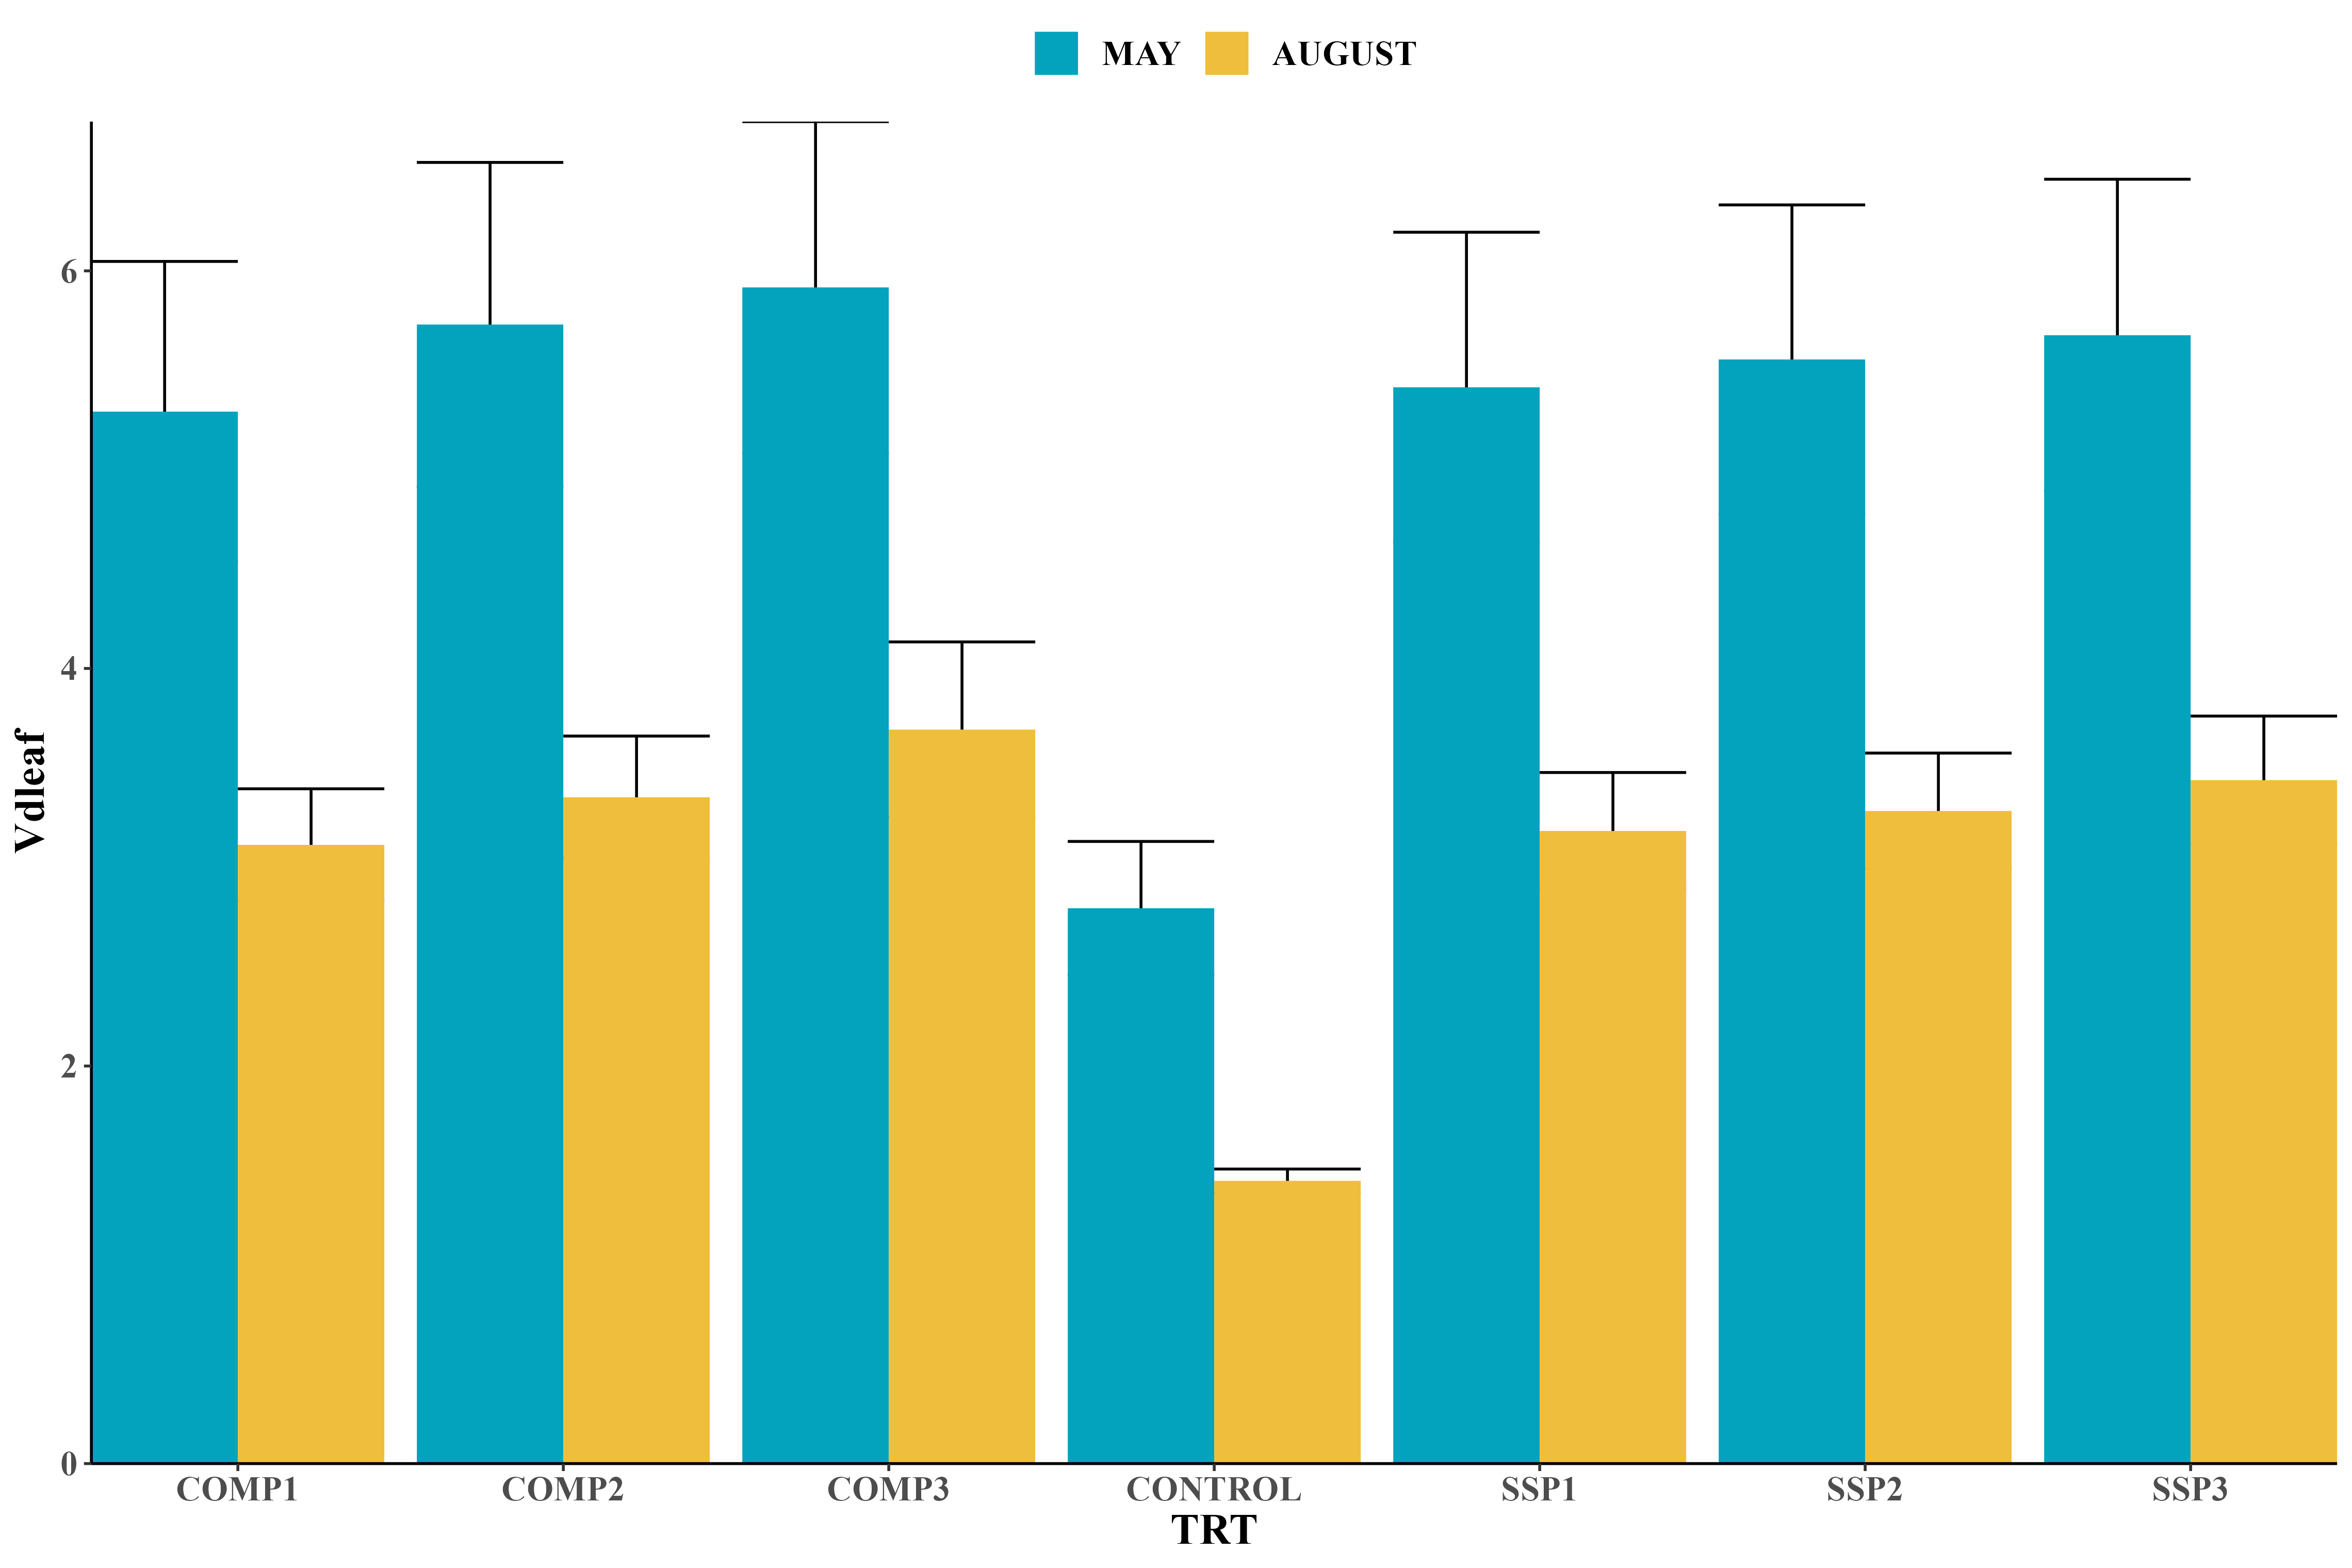 MAY AUGUST
6
4
2
0
Vdleaf
COMP1 COMP2 COMP3 CONTROL SSP1 SSP2 SSP3
TRT